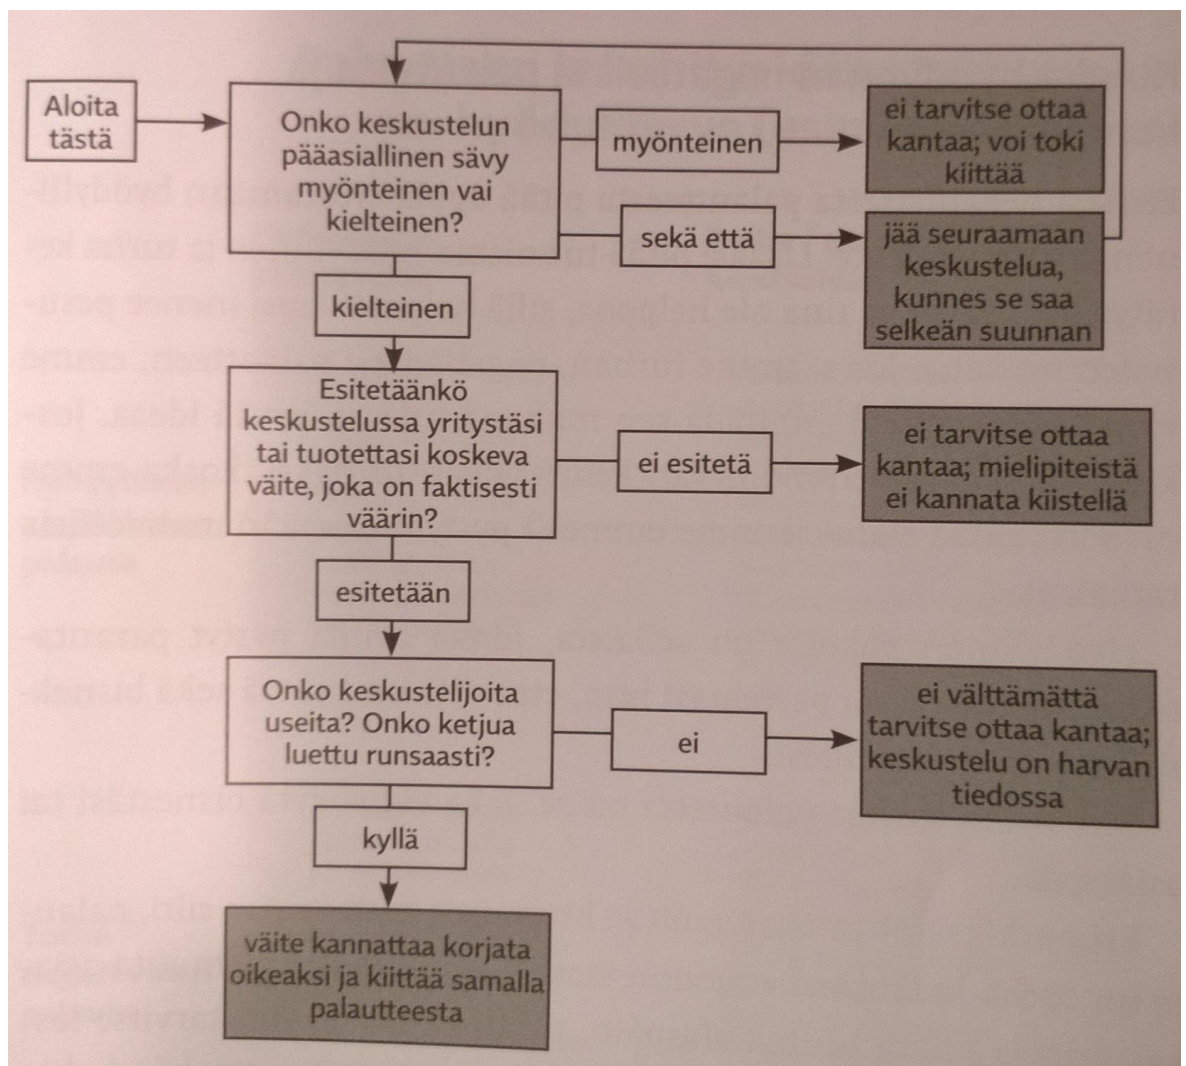 Aloita
tästä
Onko keskustelun
pääasiallinen sävy
myönteinen vai
kielteinen?
myönteinen
ei tarvitse ottaa
kantaa; voi toki
kiittää
sekä että
jää seuraamaan
keskustelua,
kunnes se saa
selkeän suunnan
kielteinen
Esitetäänkö
keskustelussa yritystäsi
tai tuotettasi koskeva
väite, joka on faktisesti
väärin?
ei esitetä
ei tarvitse ottaa
kantaa; mielipiteistä
ei kannata kiistellä
esitetään
Onko keskustelijoita
useita? Onko ketjua
luettu runsaasti?
ei
ei välttämättä
tarvitse ottaa kantaa;
keskustelu on harvan
tiedossa
kyllä
väite kannattaa korjata
oikeaksi ja kiittää samalla
palautteesta